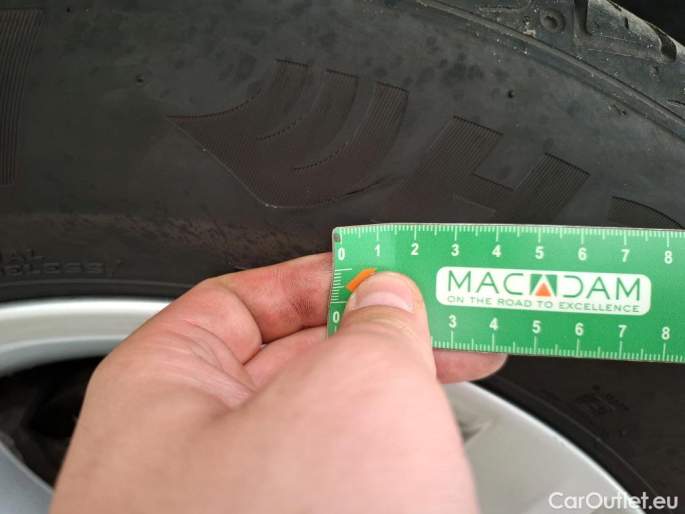 0 1 2 3 4 5 6 7 8
MACADAM
ON THE ROAD TO EXCELLENCE
0 3 4 5 6 7 8
CarOutlet.eu